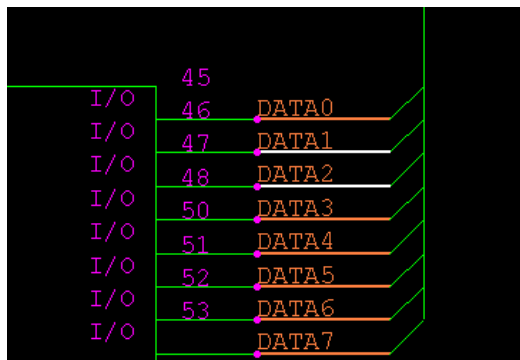 45
I/O
46 DATA0
I/O
47 DATA1
I/O
48 DATA2
I/O
50 DATA3
I/O
51 DATA4
I/O
52 DATA5
I/O
53 DATA6
I/O DATA7